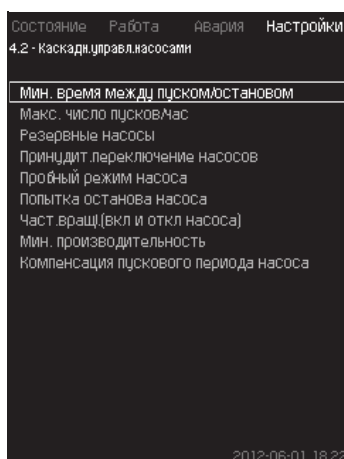 Состояние Работа Авария Настройки
4.2 - Каскадн.управл.насосами
Мин. время между пуском/остановом
Макс. число пусков/час
Резервные насосы
Принудит.переключение насосов
Пробный режим насоса
Попытка останова насоса
Част.вращ.(вкл и откл насоса)
Мин. производительность
Компенсация пускового периода насоса
2012-06-01 18:22